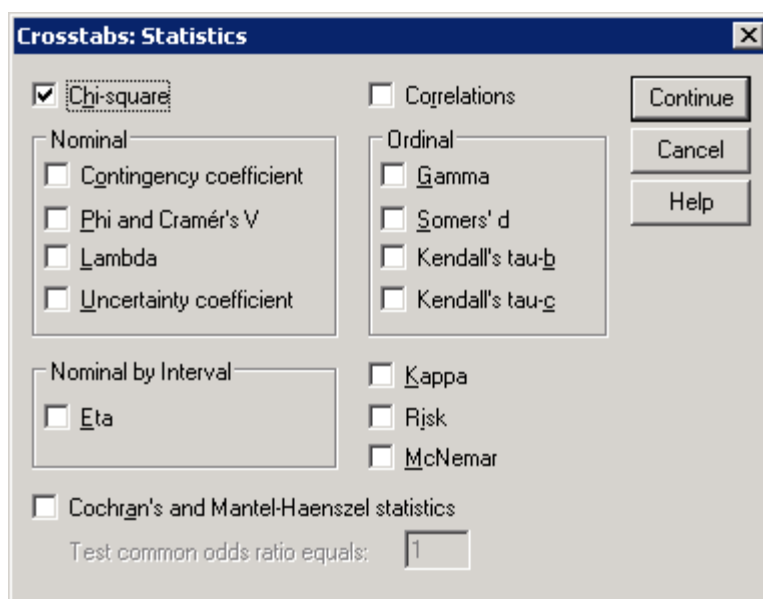 Crosstabs: Statistics
Chi-square
Correlations
Continue
Nominal
Ordinal
Cancel
Contingency coefficient
Gamma
Help
Phi and Cramér's V
Somers' d
Lambda
Kendall's tau-b
Uncertainty coefficient
Kendall's tau-c
Nominal by Interval
Kappa
Eta
Risk
McNemar
Cochran's and Mantel-Haenszel statistics
Test common odds ratio equals: 1